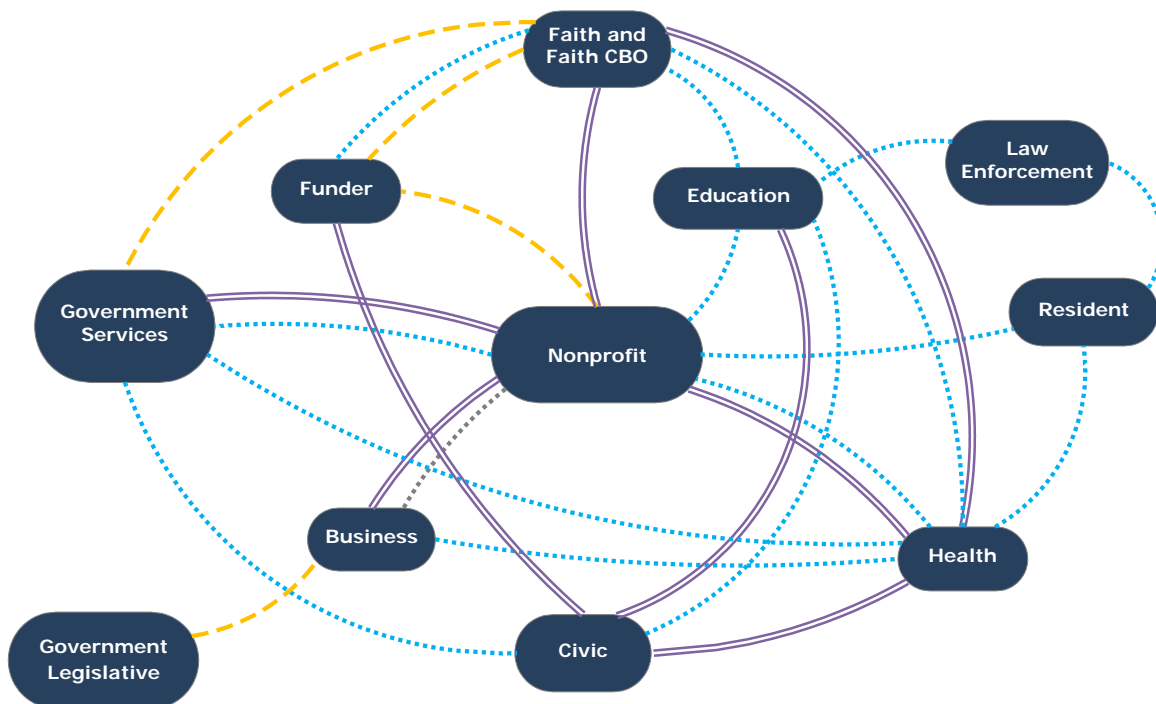 Faith and
Faith CBO
Law
Enforcement
Funder
Education
Government
Services
Resident
Nonprofit
Business
Health
Government
Legislative
Civic